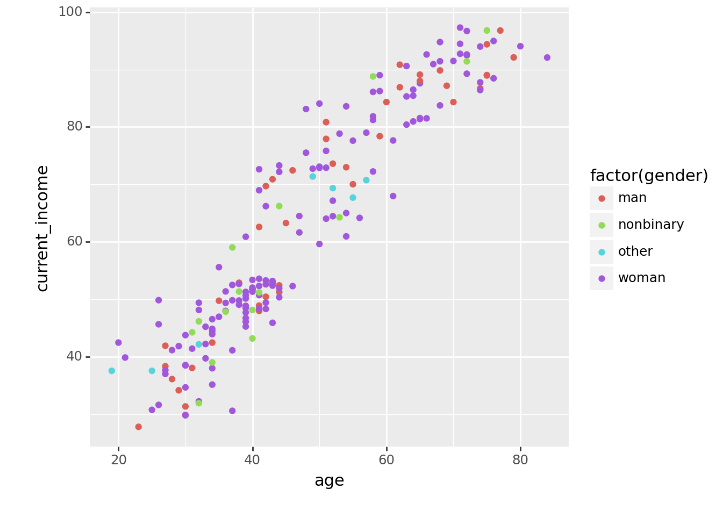 100
80
60
40
current_income
20
40
60
80
age
factor(gender)
man
nonbinary
other
woman